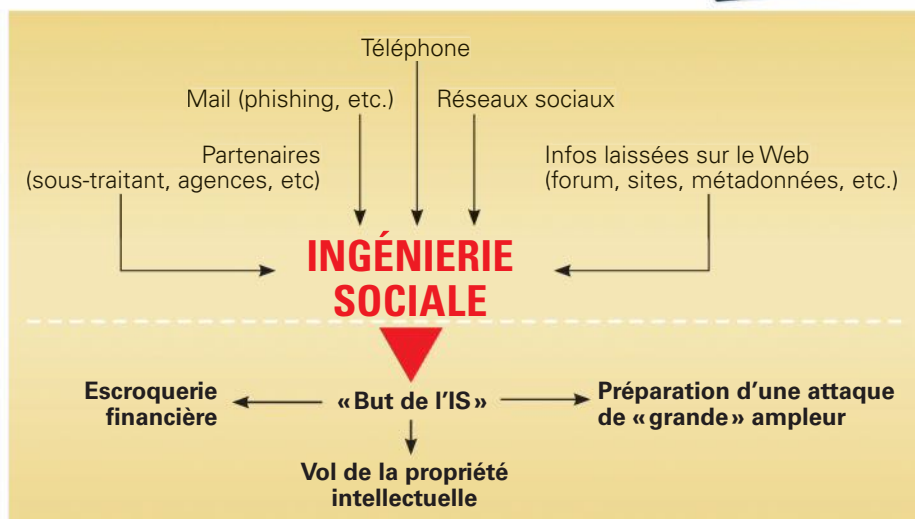 Téléphone
Mail (phishing, etc.)
Réseaux sociaux
Partenaires
(sous-traitant, agences, etc)
Infos laissées sur le Web
(forum, sites, métadonnées, etc.)
INGÉNIERIE
SOCIALE
Escroquerie
financière
«But de l'IS»
Préparation d'une attaque
de «grande» ampleur
Vol de la propriété
intellectuelle